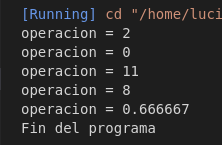 [Running] cd "/home/luci
operacion = 2
operacion = 0
operacion = 11
operacion = 8
operacion = 0.666667
Fin del programa